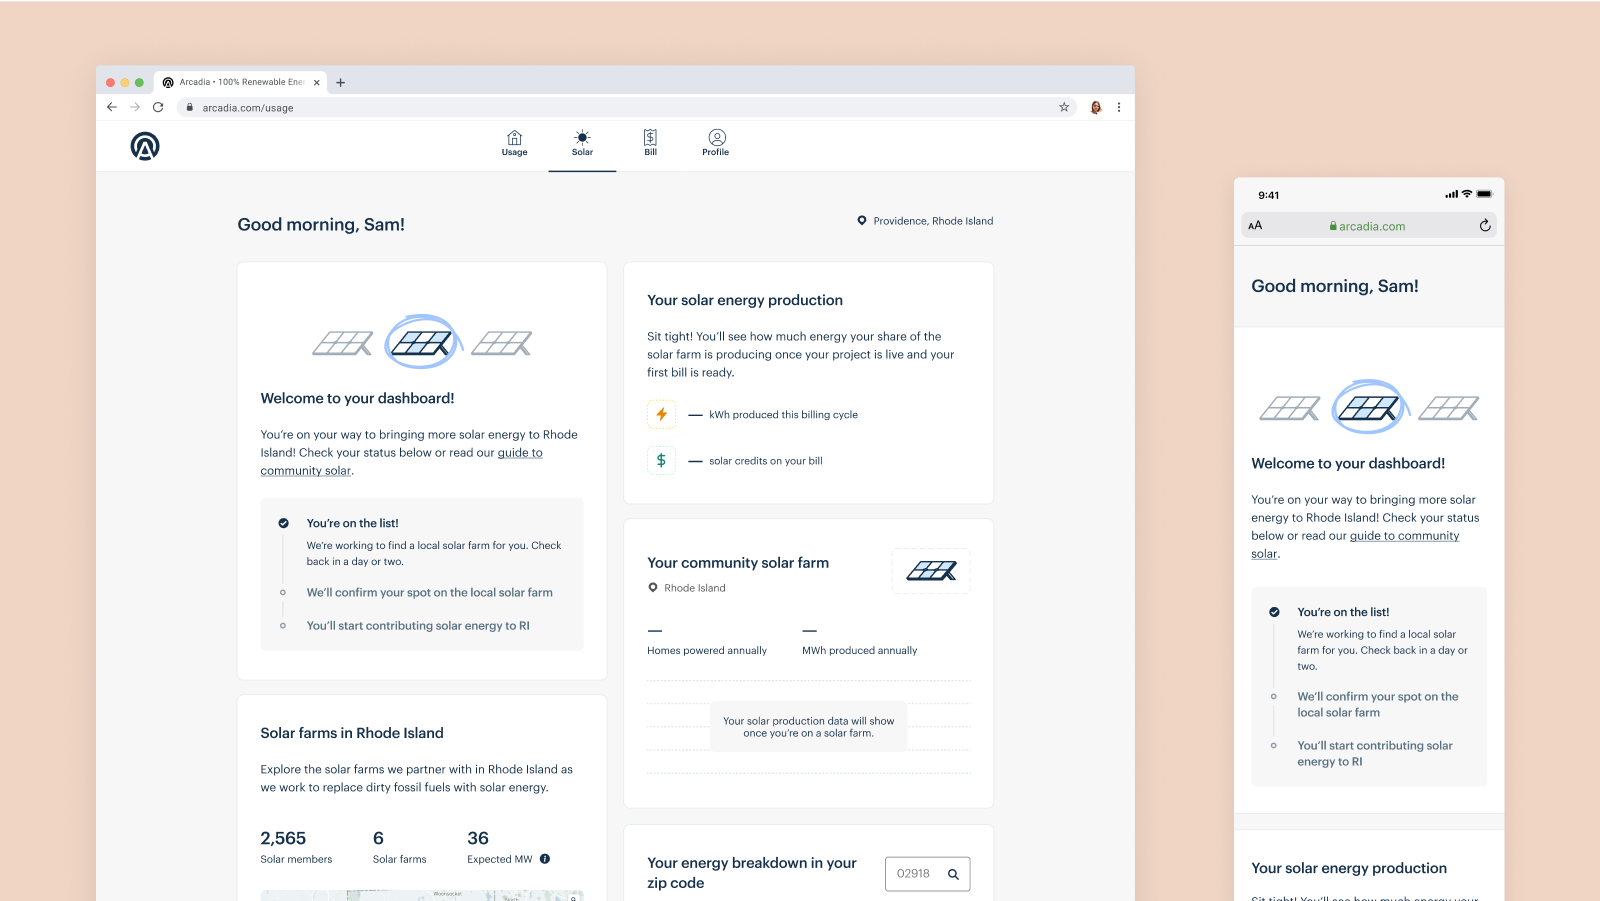 Arcadia • 100% Renewable Ener
arcadia.com/usage
Usage
Solar
Bill
Profile
Good morning, Sam!
Providence, Rhode Island
Welcome to your dashboard!
You’re on your way to bringing more solar energy to Rhode
Island! Check your status below or read our guide to
community solar.
You’re on the list!
We’re working to find a local solar farm for you. Check
back in a day or two.
We’ll confirm your spot on the local solar farm
You’ll start contributing solar energy to RI
Solar farms in Rhode Island
Explore the solar farms we partner with in Rhode Island as
we work to replace dirty fossil fuels with solar energy.
2,565
Solar members
6
Solar farms
36
Expected MW
Woonsocket
Your solar energy production
Sit tight! You’ll see how much energy your share of the
solar farm is producing once your project is live and your
first bill is ready.
— kWh produced this billing cycle
$
— solar credits on your bill
Your community solar farm
Rhode Island
—
Homes powered annually
—
MWh produced annually
Your solar production data will show
once you’re on a solar farm.
Your energy breakdown in your
zip code
02918
9:41
AA
arcadia.com
Good morning, Sam!
Welcome to your dashboard!
You’re on your way to bringing more solar
energy to Rhode Island! Check your status
below or read our guide to community
solar.
You’re on the list!
We’re working to find a local solar
farm for you. Check back in a day or
two.
We’ll confirm your spot on the
local solar farm
You’ll start contributing solar
energy to RI
Your solar energy production
Sit tight! You’ll see how much energy your